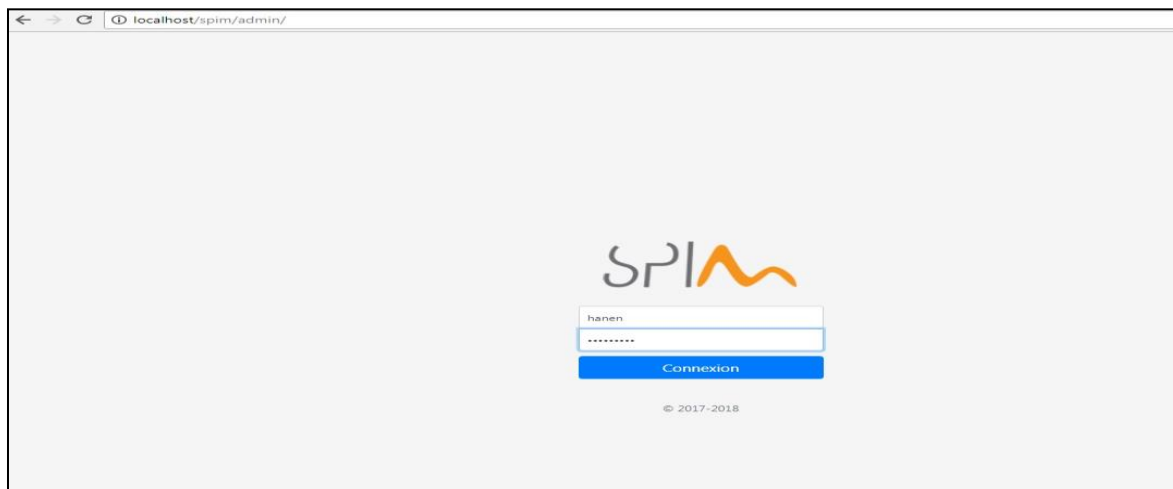 localhost/spim/admin/
SPIM
hanen
•••••••••
Connexion
© 2017-2018